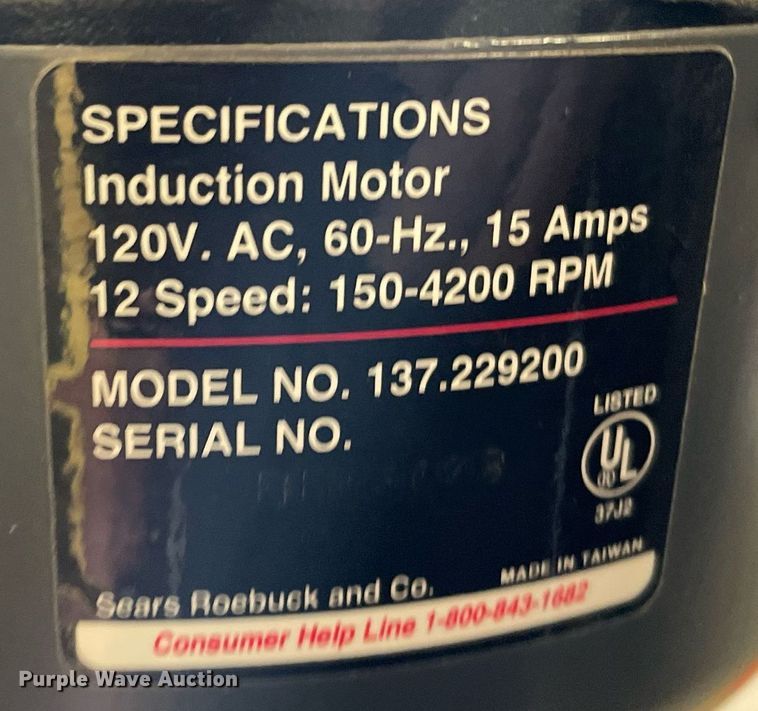 SPECIFICATIONS
Induction Motor
120V. AC, 60-Hz., 15 Amps
12 Speed: 150-4200 RPM
MODEL NO. 137.229200
SERIAL NO.
LISTED
UL
37J2
MADE IN TAIWAN
Sears Roebuck and Co.
Consumer Help Line 1-800-843-1682
Purple Wave Auction